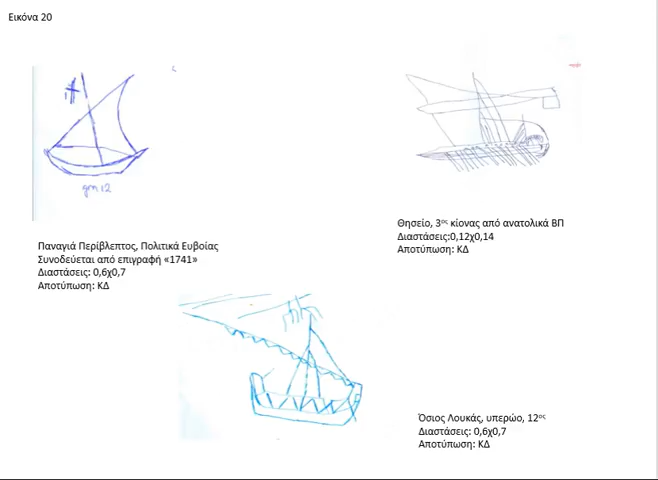 Εικόνα 20
gm 12
Παναγιά Περίβλεπτος, Πολιτικά Ευβοίας
Συνοδεύεται από επιγραφή «1741»
Διαστάσεις: 0,6χ0,7
Αποτύπωση: ΚΔ
Θησείο, 3ος κίονας από ανατολικά ΒΠ
Διαστάσεις:0,12χ0,14
Αποτύπωση: ΚΔ
Όσιος Λουκάς, υπερώο, 12ος
Διαστάσεις: 0,6χ0,7
Αποτύπωση: ΚΔ